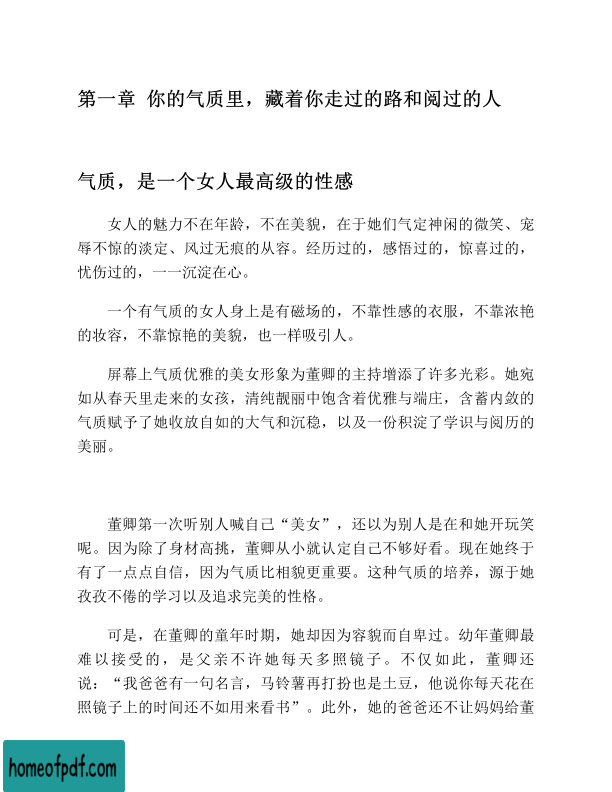 第一章 你的气质里，藏着你走过的路和阅过的人
气质，是一个女人最高级的性感
女人的魅力不在年龄，不在美貌，在于她们气定神闲的微笑、宠
辱不惊的淡定、风过无痕的从容。经历过的，感悟过的，惊喜过的，
忧伤过的，一一沉淀在心。
一个有气质的女人身上是有磁场的，不靠性感的衣服，不靠浓艳
的妆容，不靠惊艳的美貌，也一样吸引人。
屏幕上气质优雅的美女形象为董卿的主持增添了许多光彩。她宛
如从春天里走来的女孩，清纯靓丽中饱含着优雅与端庄，含蓄内敛的
气质赋予了她收放自如的大气和沉稳，以及一份积淀了学识与阅历的
美丽。
董卿第一次听别人喊自己“美女”，还以为别人是在和她开玩笑
呢。因为除了身材高挑，董卿从小就认定自己不够好看。现在她终于
有了一点点自信，因为气质比相貌更重要。这种气质的培养，源于她
孜孜不倦的学习以及追求完美的性格。
可是，在董卿的童年时期，她却因为容貌而自卑过。幼年董卿最
难以接受的，是父亲不许她每天多照镜子。不仅如此，董卿还
说：“我爸爸有一句名言，马铃薯再打扮也是土豆，他说你每天花在
照镜子上的时间还不如用来看书”。此外，她的爸爸还不让妈妈给董
homeofpdf.com